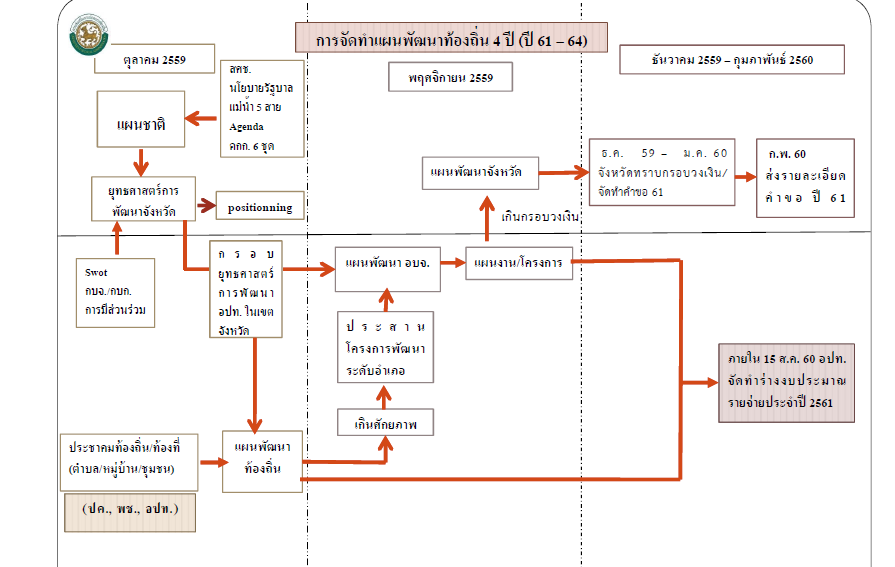 การจัดทำแผนพัฒนาท้องถิ่น 4 ปี (ปี 61 – 64)
ตุลาคม 2559
พฤศจิกายน 2559
ธันวาคม 2559 – กุมภาพันธ์ 2560
คสช.
นโยบายรัฐบาล
แม่น้ำ 5 สาย
Agenda
คกก. 6 ชุด
แผนชาติ
ยุทธศาสตร์การ
พัฒนาจังหวัด
positionning
แผนพัฒนาจังหวัด
ธ.ค. 59 – ม.ค. 60
จังหวัดทราบกรอบวงเงิน/
จัดทำคำขอ 61
ก.พ. 60
ส่งรายละเอียด
คำขอ ปี 61
เกินกรอบวงเงิน
Swot
กบจ./กบก.
การมีส่วนร่วม
กรอบ
ยุทธศาสตร์
การพัฒนา
อปท. ในเขต
จังหวัด
แผนพัฒนา อบจ.
แผนงาน/โครงการ
ประสาน
โครงการพัฒนา
ระดับอำเภอ
เกินศักยภาพ
ภายใน 15 ส.ค. 60 อปท.
จัดทำร่างงบประมาณ
รายจ่ายประจำปี 2561
ประชาคมท้องถิ่น/ท้องที่
(ตำบล/หมู่บ้าน/ชุมชน)
แผนพัฒนา
ท้องถิ่น
(ปค., พช., อปท.)